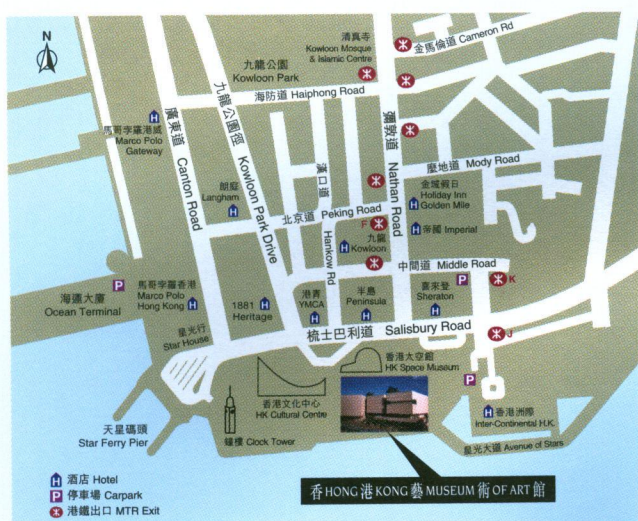 N
清真寺
Kowloon Mosque
& Islamic Centre
金馬倫道 Cameron Rd
九龍公園
Kowloon Park
海防道 Haiphong Road
馬哥孛羅港威
Marco Polo
Gateway
廣東道 Canton Road
九龍公園徑 Kowloon Park Drive
漢口道
Hankow Rd
彌敦道 Nathan Road
麼地道 Mody Road
朗庭
Langham
金域假日
Holiday Inn
Golden Mile
北京道 Peking Road
F
帝國 Imperial
九龍
Kowloon
中間道 Middle Road
K
海運大廈
Ocean Terminal
馬哥孛羅香港
Marco Polo
Hong Kong
1881
Heritage
港青
YMCA
半島
Peninsula
喜來登
Sheraton
星光行
Star House
梳士巴利道 Salisbury Road
J
香港太空館
HK Space Museum
香港文化中心
HK Cultural Centre
香港洲際
Inter-Continental H.K.
天星碼頭
Star Ferry Pier
鐘樓 Clock Tower
星光大道 Avenue of Stars
香HONG港KONG藝MUSEUM術OF ART館
H 酒店 Hotel
P 停車場 Carpark
港鐵出口 MTR Exit